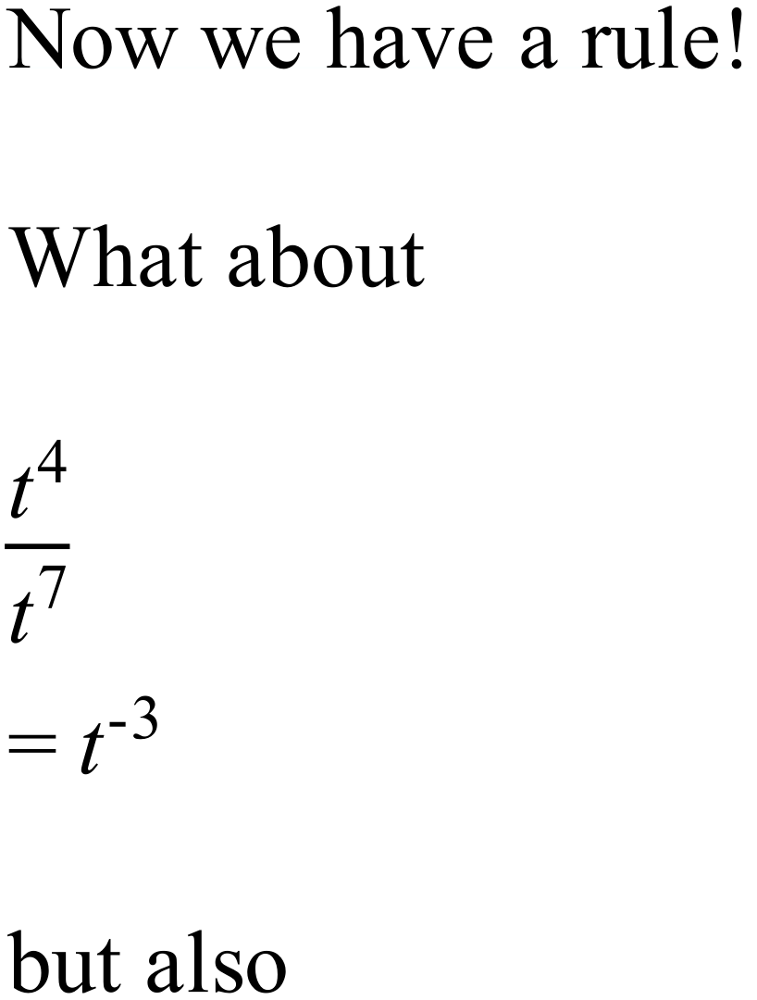 Now we have a rule!
What about
t⁴
t⁷
= t⁻³
but also